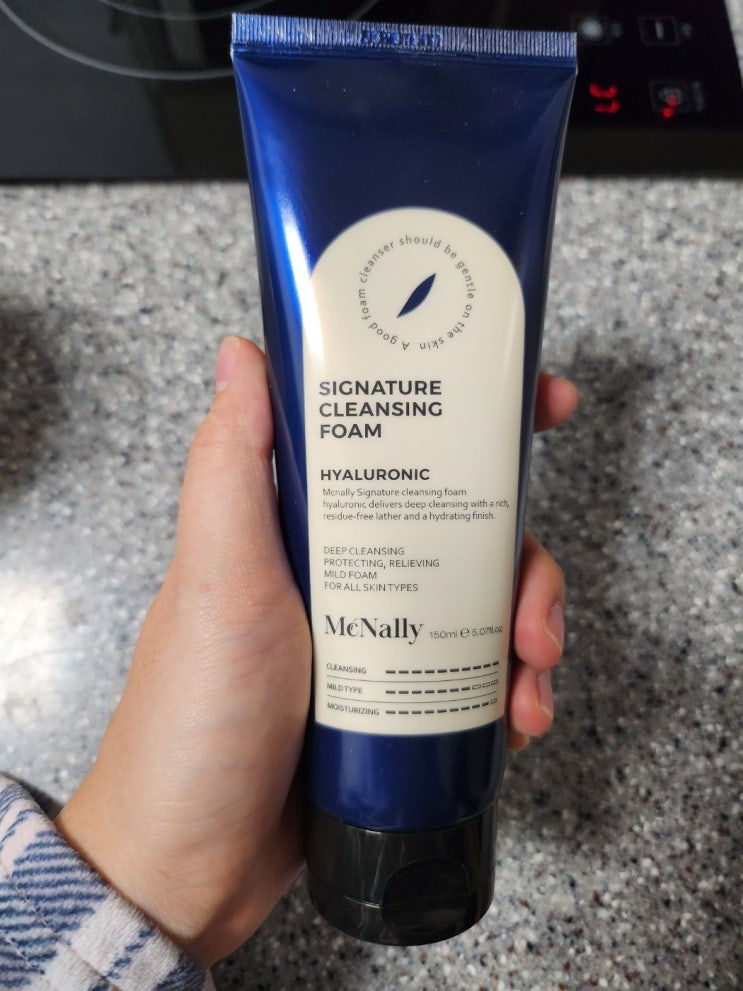 A good foam cleanser should be gentle on the skin
SIGNATURE
CLEANSING
FOAM
HYALURONIC
Mcnally Signature cleansing foam
hyaluronic delivers deep cleansing with a rich,
residue-free lather and a hydrating finish.
DEEP CLEANSING
PROTECTING, RELIEVING
MILD FOAM
FOR ALL SKIN TYPES
McNally 150ml ℮ 5.07fl.oz
CLEANSING
MILD TYPE
MOISTURIZING